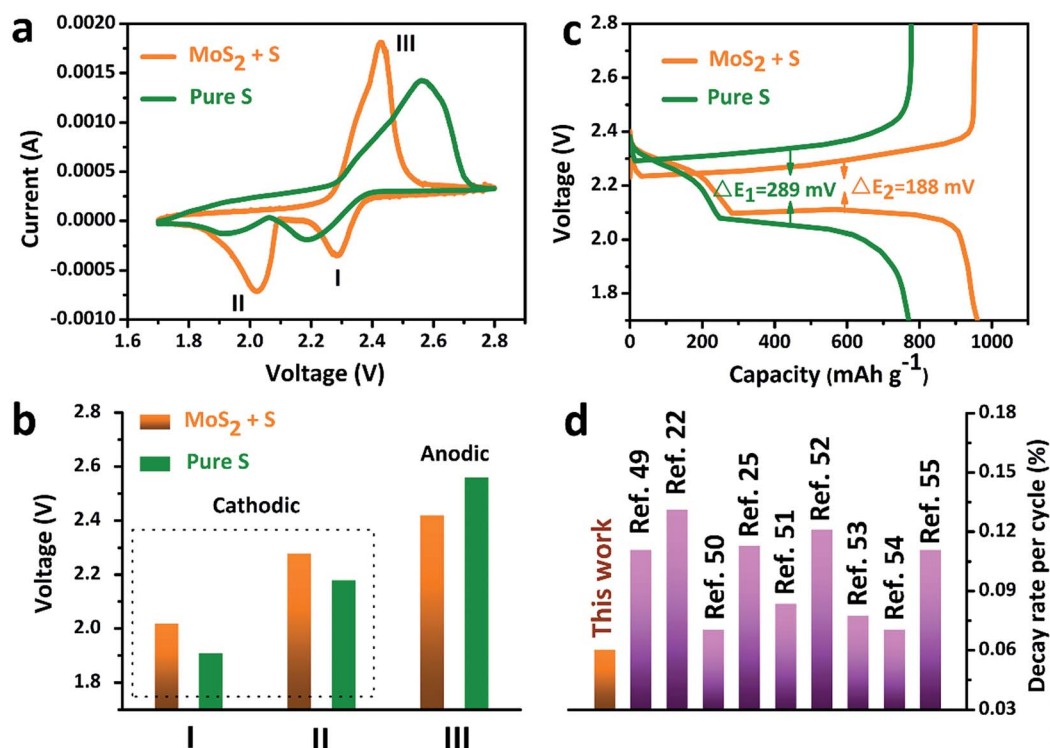 a
0.0020
0.0015
0.0010
0.0005
0.0000
-0.0005
-0.0010
Current (A)
MoS2 + S
Pure S
III
II
I
1.6 1.8 2.0 2.2 2.4 2.6 2.8
Voltage (V)
c
2.8
2.6
2.4
2.2
2.0
1.8
Voltage (V)
MoS2 + S
Pure S
△E1=289 mV
△E2=188 mV
0 200 400 600 800 1000
Capacity (mAh g-1)
b
2.8
2.6
2.4
2.2
2.0
1.8
Voltage (V)
MoS2 + S
Pure S
Cathodic
Anodic
I II III
d
This work
Ref. 49
Ref. 22
Ref. 50
Ref. 25
Ref. 51
Ref. 52
Ref. 53
Ref. 54
Ref. 55
0.18
0.15
0.12
0.09
0.06
0.03
Decay rate per cycle (%)